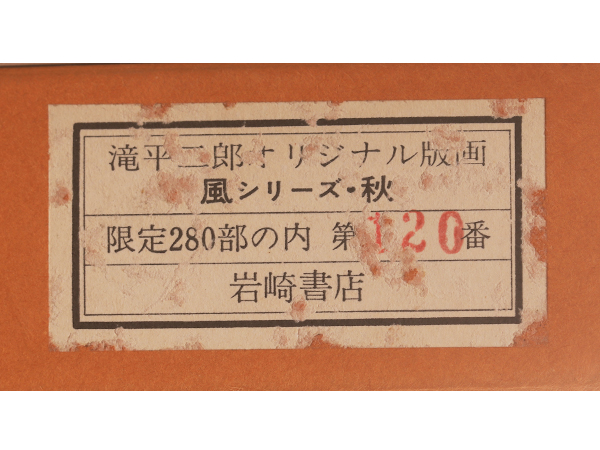 滝平二郎オリジナル版画
風シリーズ・秋
限定280部の内 第120番
岩崎書店